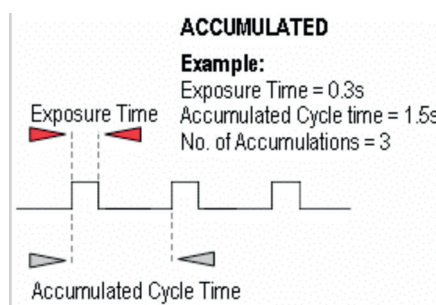 ACCUMULATED
Example:
Exposure Time = 0.3s
Accumulated Cycle time = 1.5s
No. of Accumulations = 3
Exposure Time
Accumulated Cycle Time